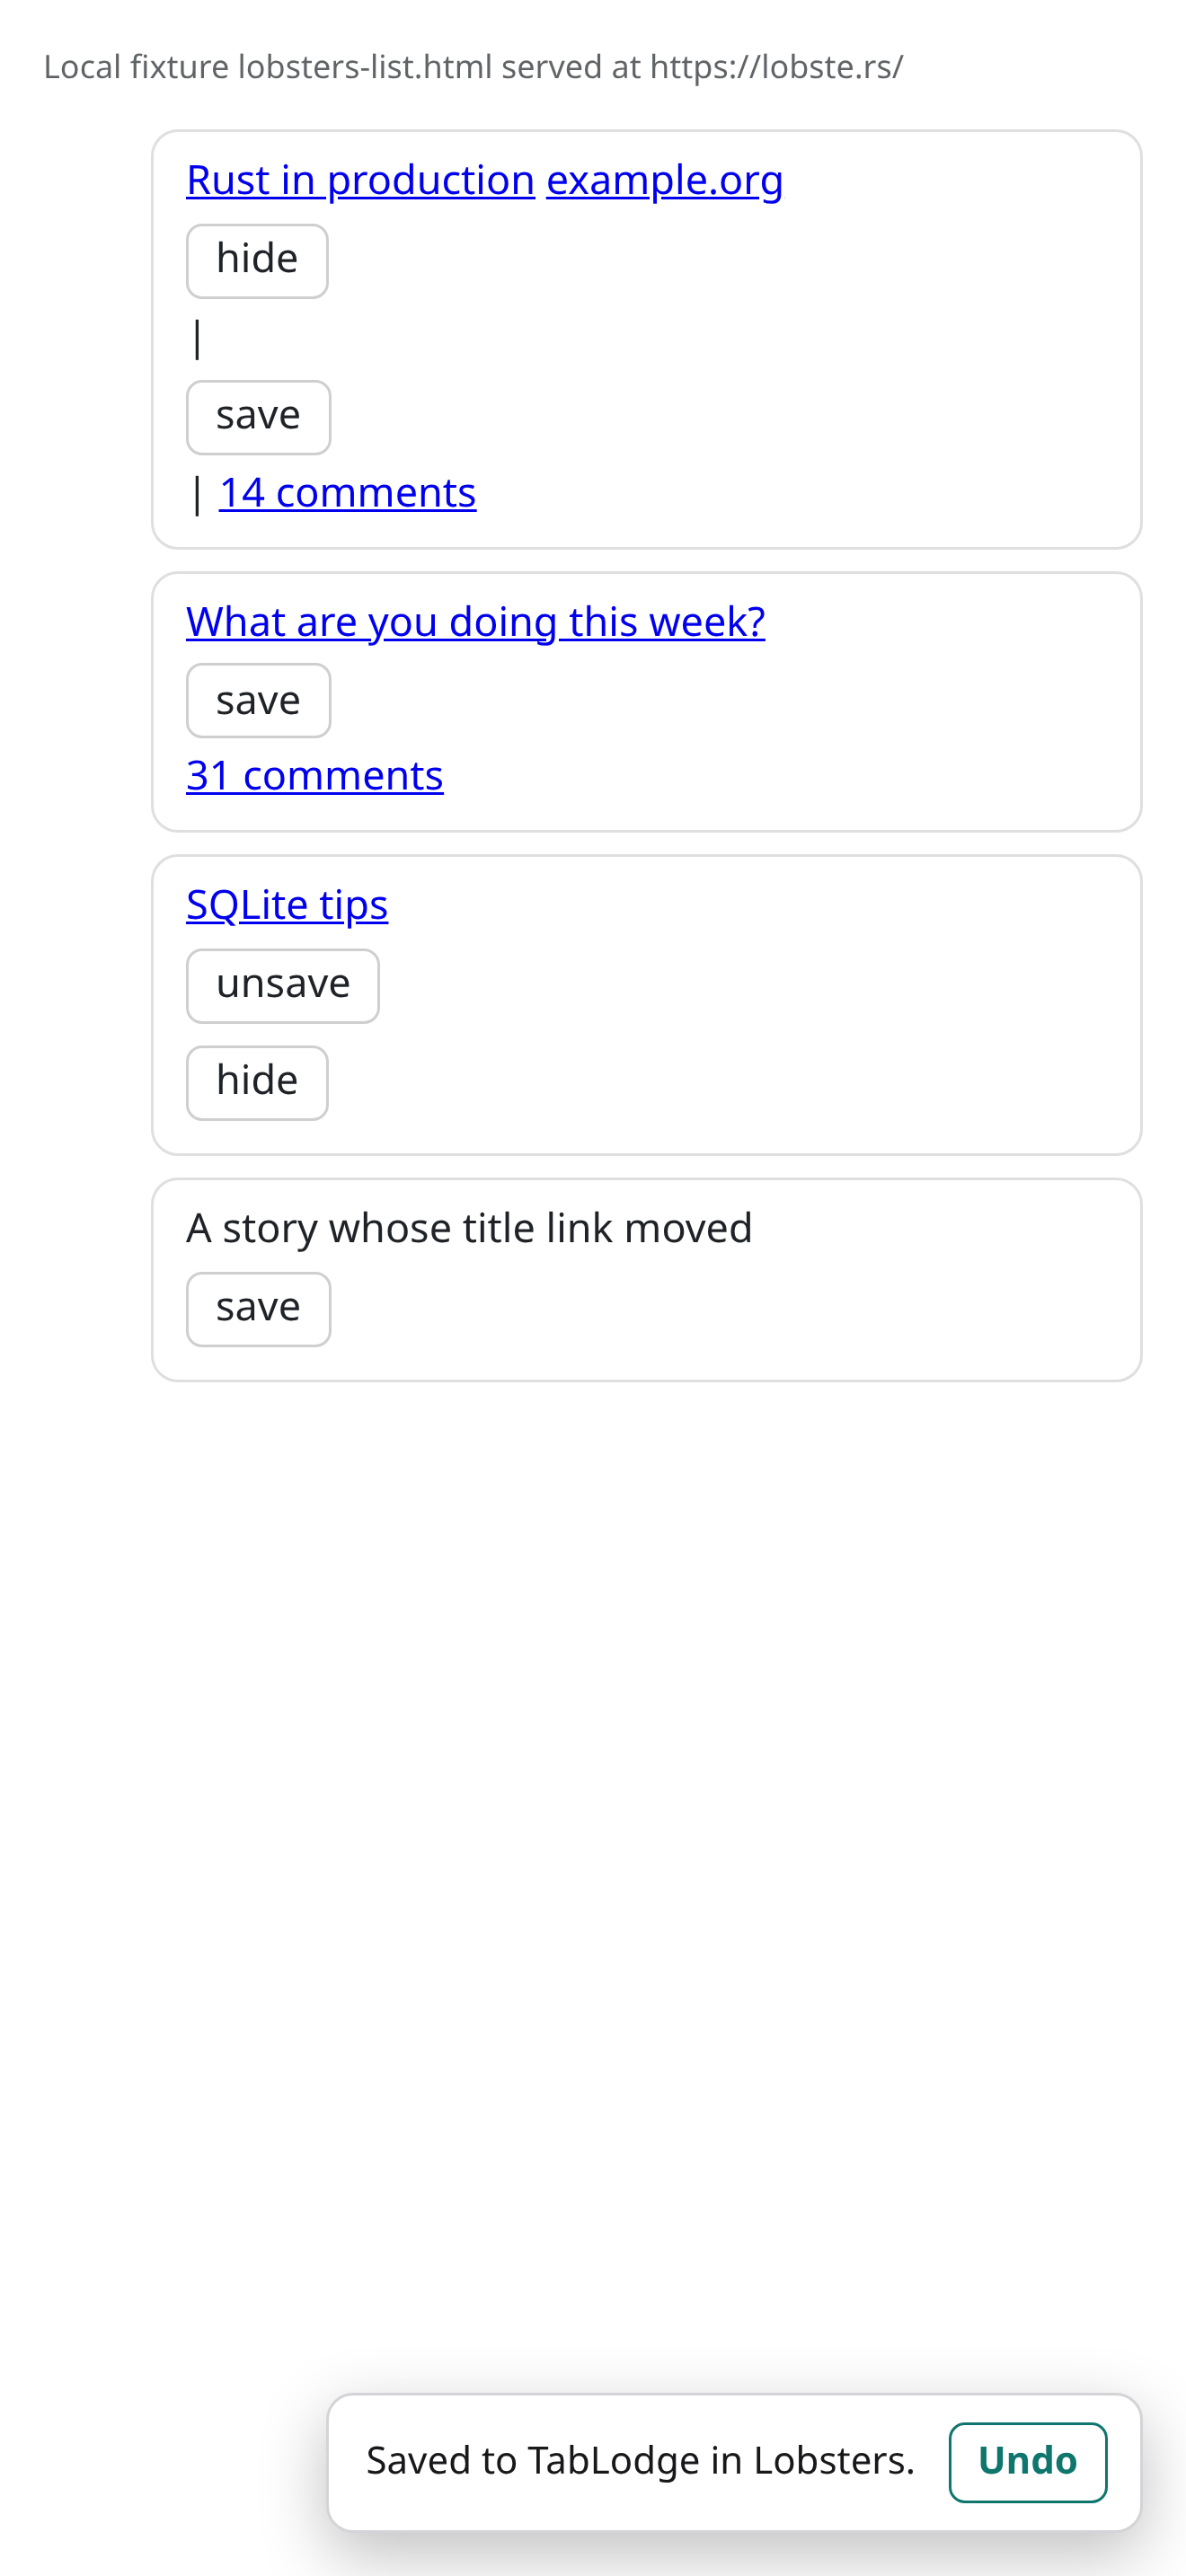 Local fixture lobsters-list.html served at https://lobste.rs/
Rust in production example.org
hide
|
save
| 14 comments
What are you doing this week?
save
31 comments
SQLite tips
unsave
hide
A story whose title link moved
save
Saved to TabLodge in Lobsters. Undo